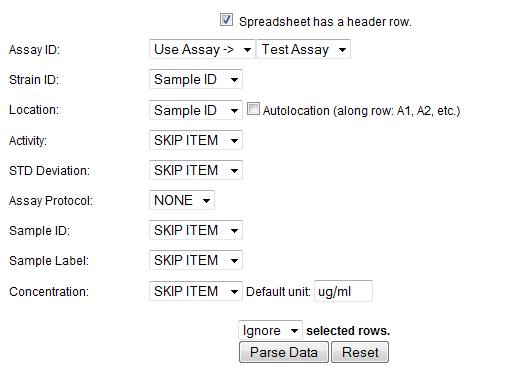 Spreadsheet has a header row.
Assay ID: Use Assay -> Test Assay
Strain ID: Sample ID
Location: Sample ID Autolocation (along row: A1, A2, etc.)
Activity: SKIP ITEM
STD Deviation: SKIP ITEM
Assay Protocol: NONE
Sample ID: SKIP ITEM
Sample Label: SKIP ITEM
Concentration: SKIP ITEM Default unit: ug/ml
Ignore selected rows.
Parse Data Reset